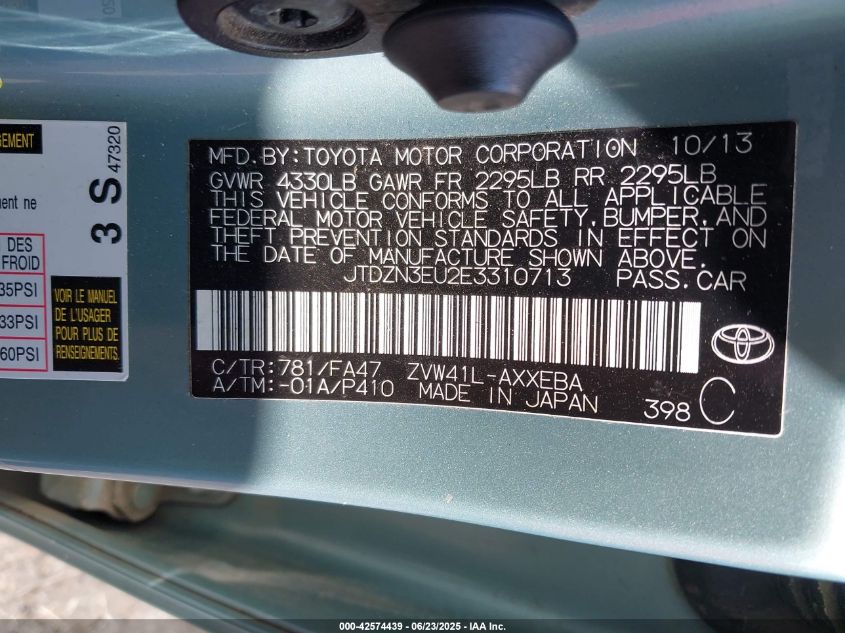 GEMENT
ment ne
DES
FROID
35PSI
33PSI
60PSI
3 S 47320
VOIR LE MANUEL
DE L'USAGER
POUR PLUS DE
RENSEIGNEMENTS.
MFD.BY:TOYOTA MOTOR CORPORATION 10/13
GVWR 4330LB GAWR FR 2295LB RR 2295LB
THIS VEHICLE CONFORMS TO ALL APPLICABLE
FEDERAL MOTOR VEHICLE SAFETY,BUMPER,AND
THEFT PREVENTION STANDARDS IN EFFECT ON
THE DATE OF MANUFACTURE SHOWN ABOVE.
JTDZN3EU2E3310713 PASS.CAR
C/TR:781/FA47 ZVW41L-AXXEBA
A/TM:-01A/P410 MADE IN JAPAN 398 C
000-42574439 - 06/23/2025 - IAA Inc.